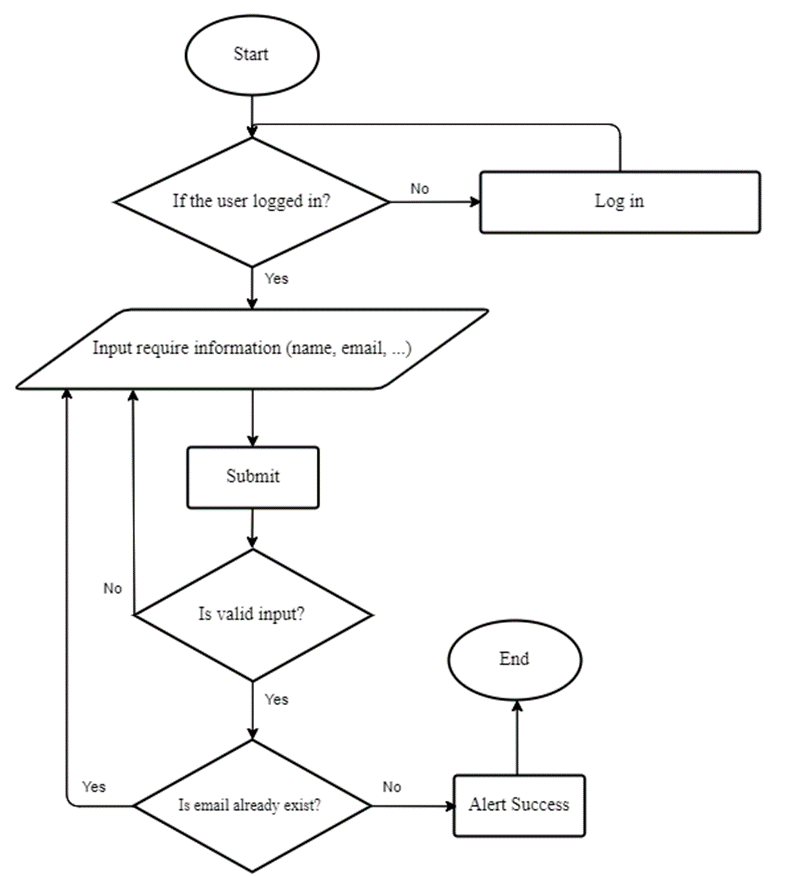 Start
If the user logged in?
No
Log in
Yes
Input require information (name, email, ...)
Submit
No
Is valid input?
Yes
End
Yes
Is email already exist?
No
Alert Success